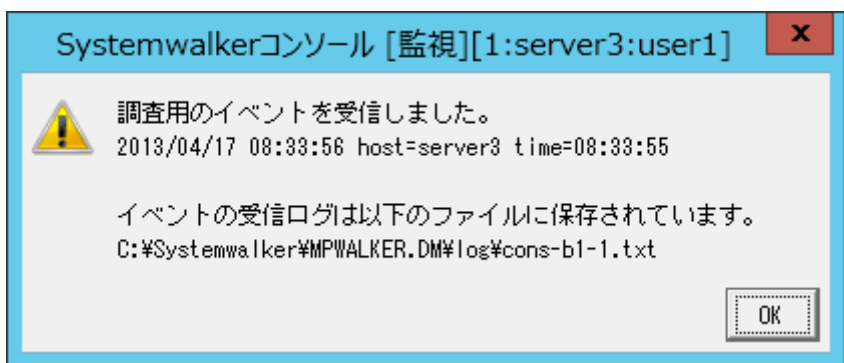 Systemwalkerコンソール [監視][1:server3:user1]
x
調査用のイベントを受信しました。
2013/04/17 08:33:56 host=server3 time=08:33:55
イベントの受信ログは以下のファイルに保存されています。
C:¥Systemwalker¥MPWALKER.DM¥log¥cons-b1-1.txt
OK